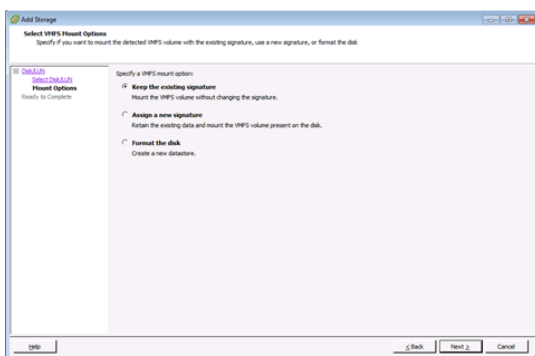 Add Storage
Select VMFS Mount Options
Specify if you want to mount the detected VMFS volume with the existing signature, use a new signature, or format the disk
Disk/LUN
Select Disk/LUN
Mount Options
Ready to Complete
Specify a VMFS mount option:
Keep the existing signature
Mount the VMFS volume without changing the signature.
Assign a new signature
Retain the existing data and mount the VMFS volume present on the disk.
Format the disk
Create a new datastore.
Help
< Back
Next >
Cancel